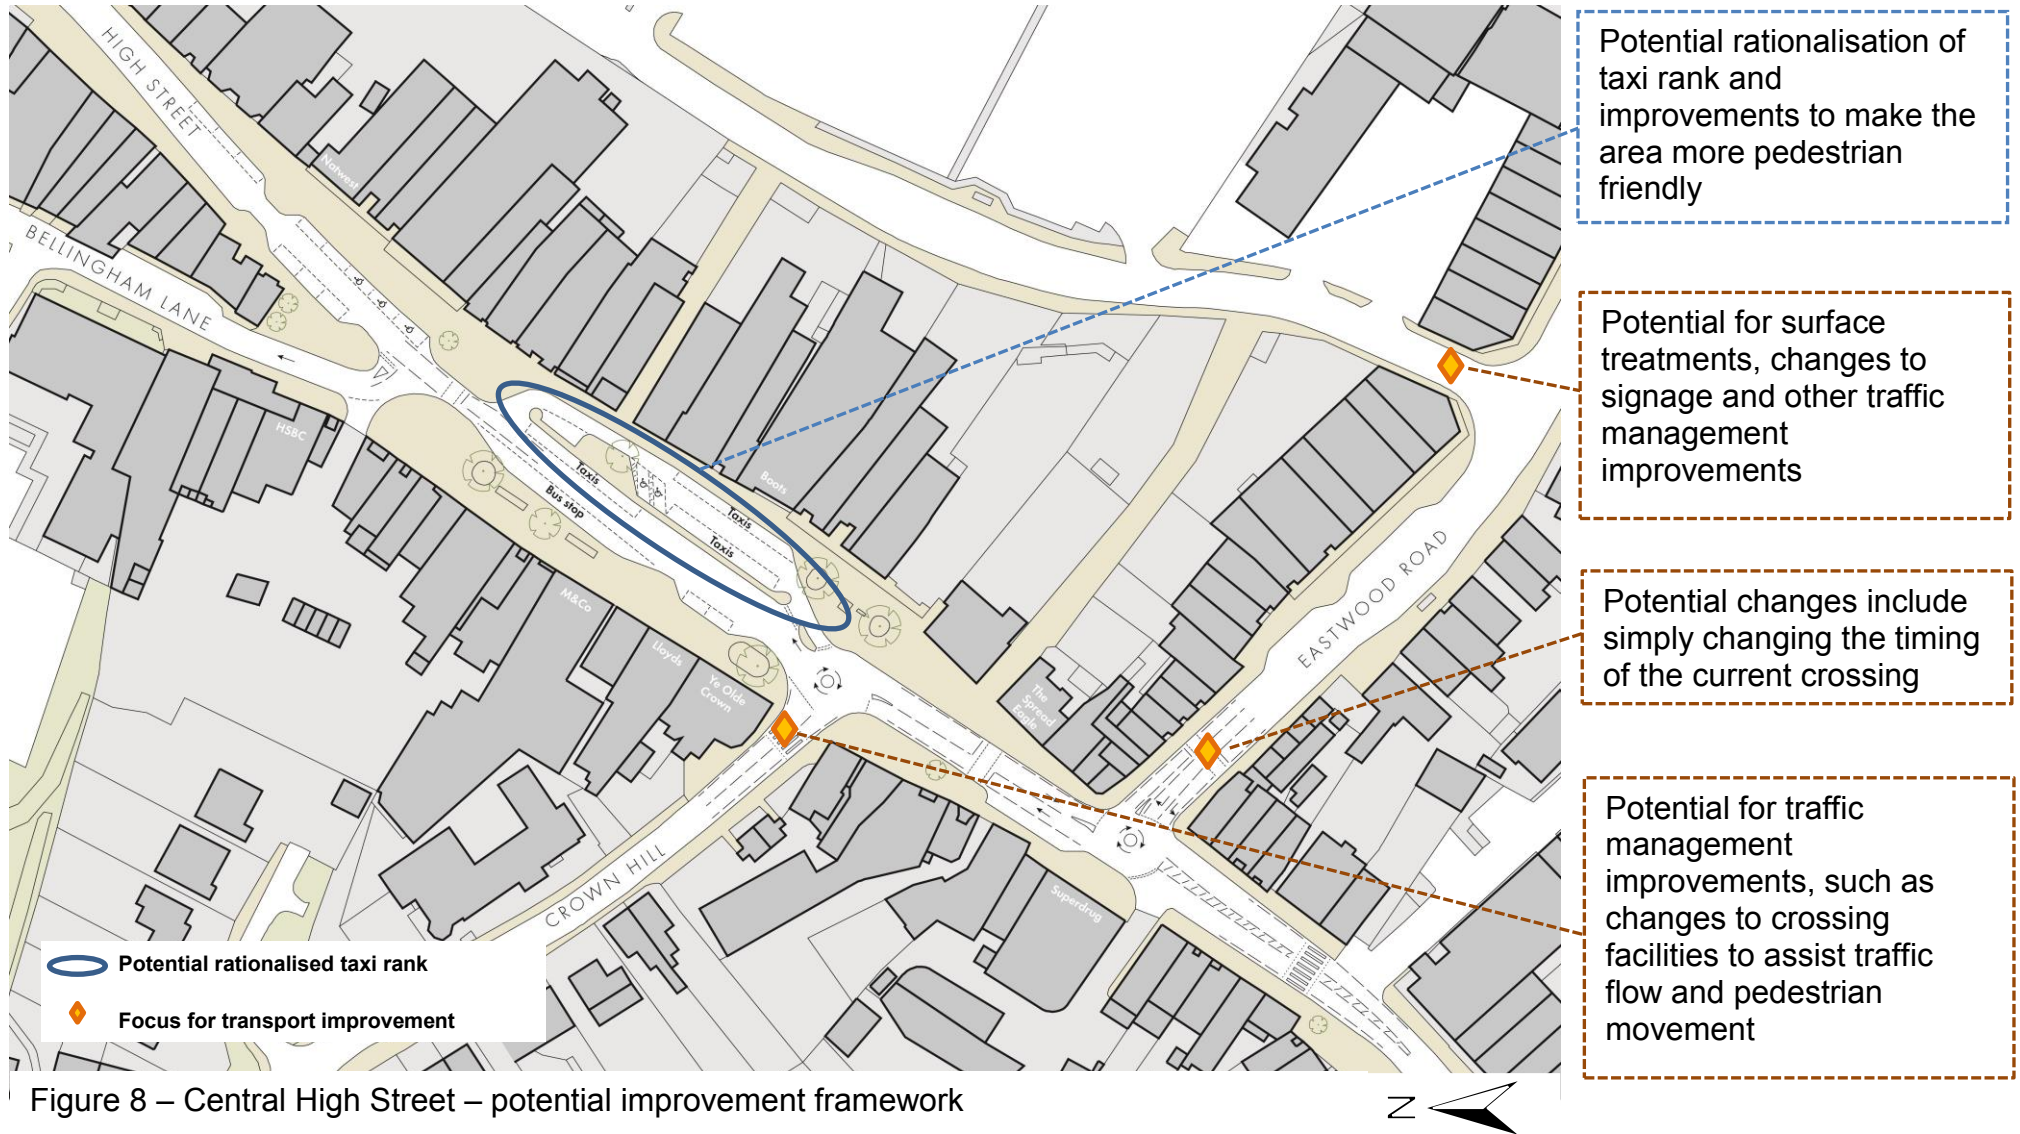 HIGH STREET
BELLINGHAM LANE
Natwest
HSBC
Taxis
Bus stop
Taxis
Taxis
Boots
M&Co
Lloyds
Ye Olde
Crown
The
Spread
Eagle
EASTWOOD ROAD
CROWN HILL
Superdrug
Potential rationalised taxi rank
Focus for transport improvement
Figure 8 – Central High Street – potential improvement framework
N
Potential rationalisation of
taxi rank and
improvements to make the
area more pedestrian
friendly
Potential for surface
treatments, changes to
signage and other traffic
management
improvements
Potential changes include
simply changing the timing
of the current crossing
Potential for traffic
management
improvements, such as
changes to crossing
facilities to assist traffic
flow and pedestrian
movement